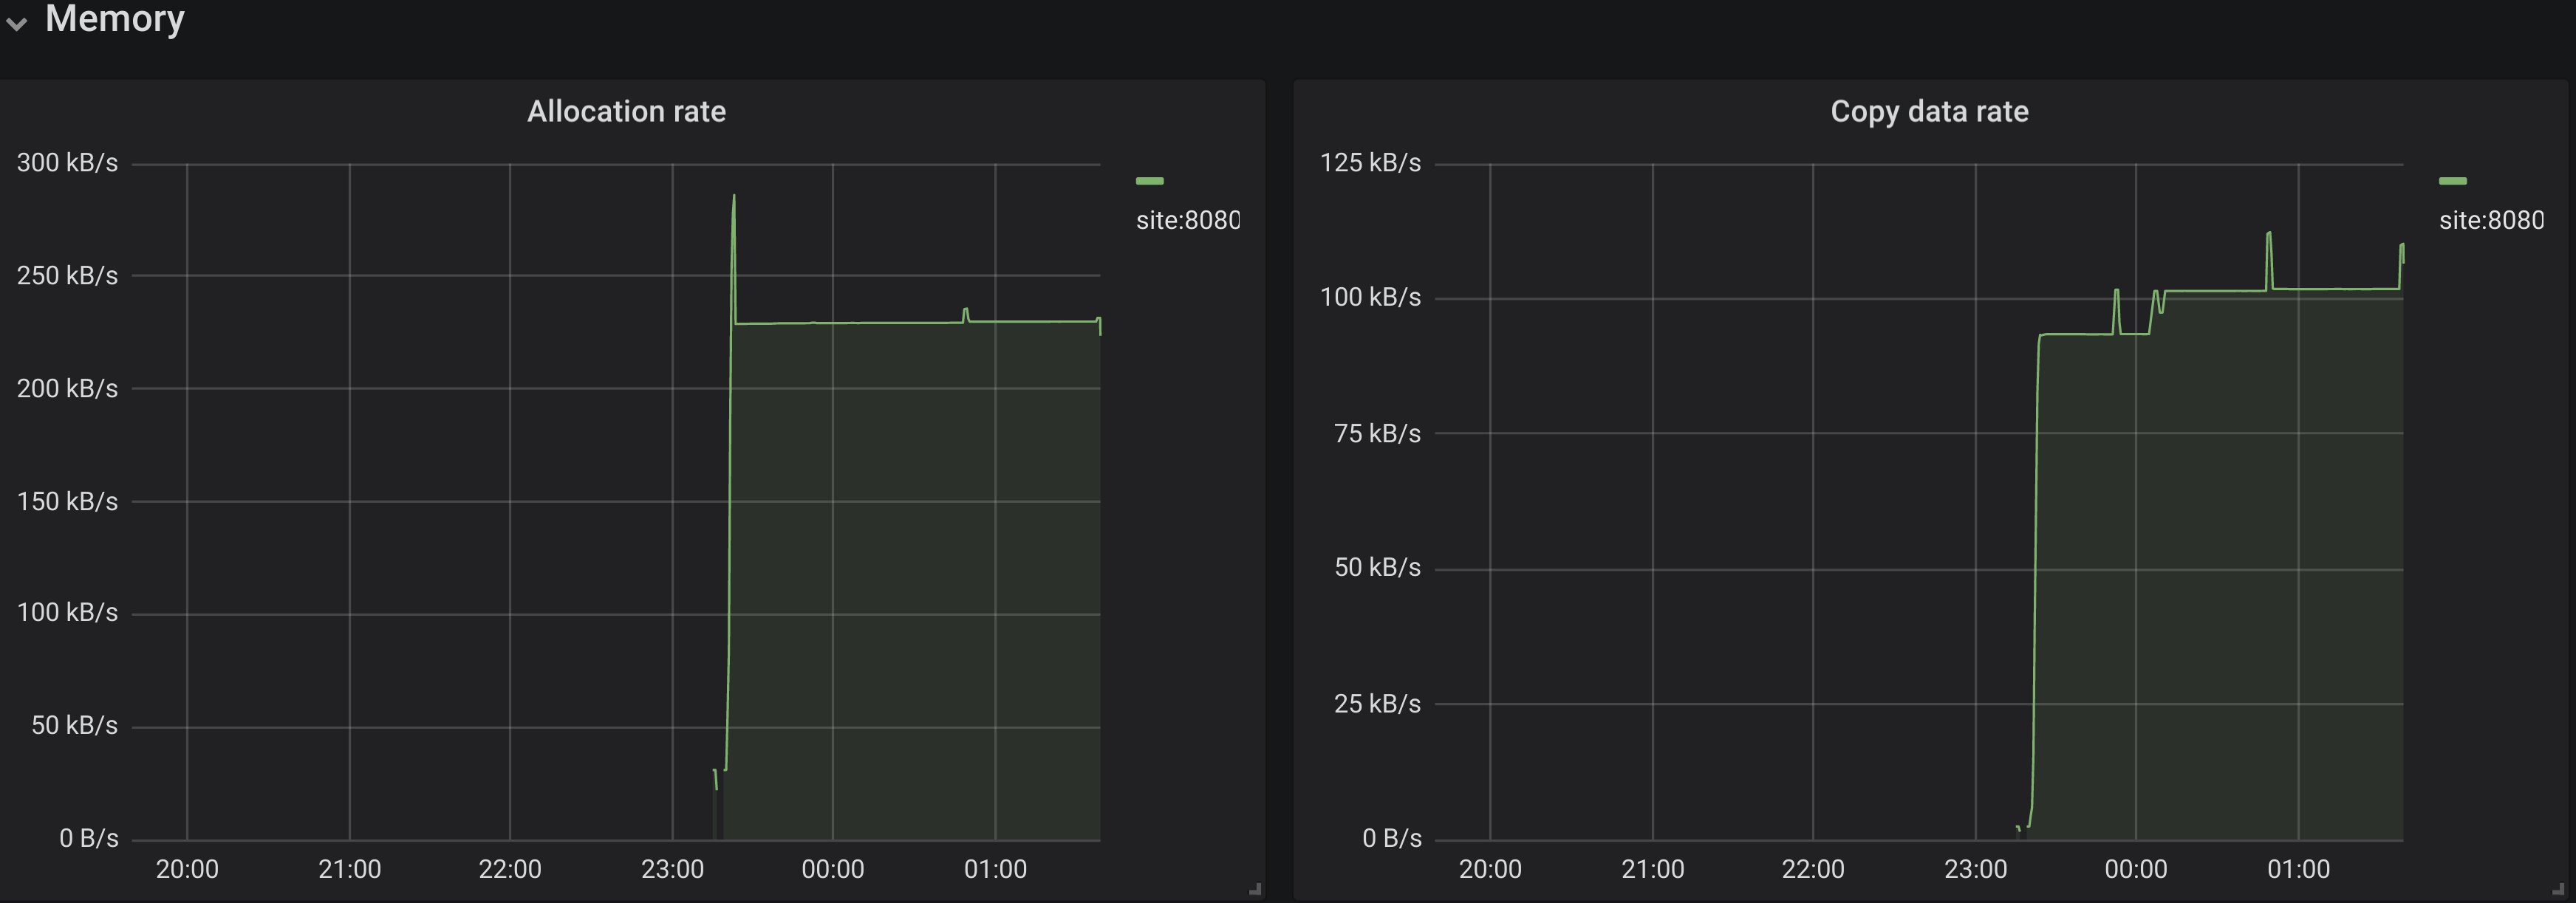 Memory
Allocation rate
300 kB/s
250 kB/s
200 kB/s
150 kB/s
100 kB/s
50 kB/s
0 B/s
20:00 21:00 22:00 23:00 00:00 01:00
site:8080
Copy data rate
125 kB/s
100 kB/s
75 kB/s
50 kB/s
25 kB/s
0 B/s
20:00 21:00 22:00 23:00 00:00 01:00
site:8080